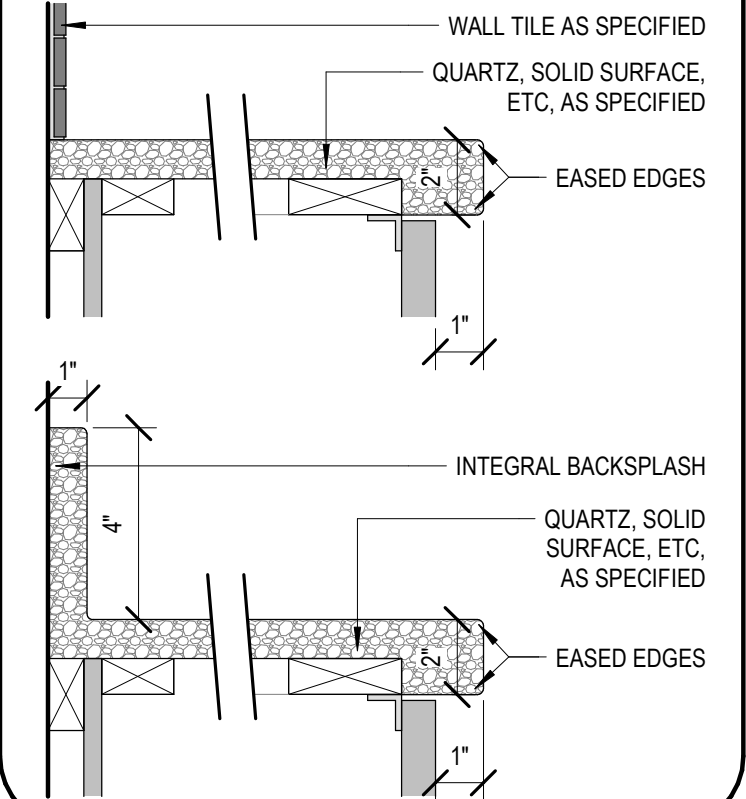 WALL TILE AS SPECIFIED
QUARTZ, SOLID SURFACE,
ETC, AS SPECIFIED
2"
EASED EDGES
1"
1"
INTEGRAL BACKSPLASH
4"
QUARTZ, SOLID
SURFACE, ETC,
AS SPECIFIED
2"
EASED EDGES
1"